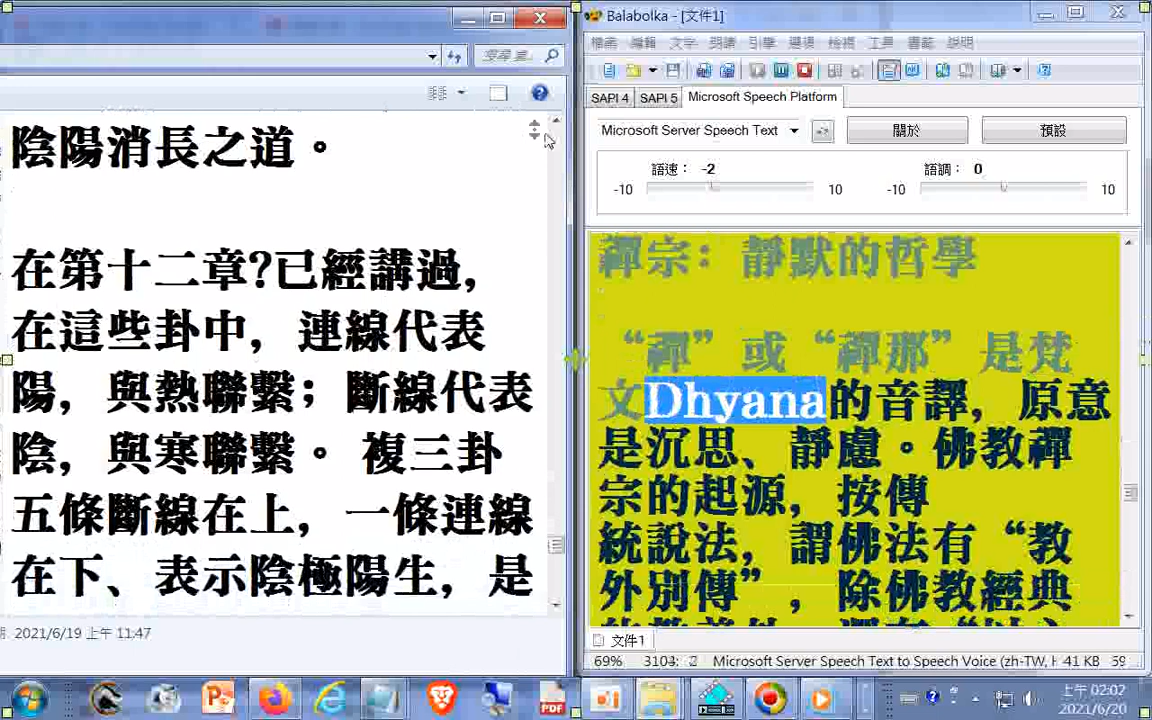 搜尋
陰陽消長之道。
在第十二章?已經講過,
在這些卦中, 連線代表
陽, 與熱聯繫; 斷線代表
陰, 與寒聯繫。 複三卦
五條斷線在上, 一條連線
在下、表示陰極陽生, 是
2021/6/19 上午 11:47
Balabolka - [文件1]
檔案 編輯 文字 朗讀 引擎 選項 檢視 工具 書籤 說明
SAPI 4 SAPI 5 Microsoft Speech Platform
Microsoft Server Speech Text
關於
預設
語速: -2
語調: 0
-10 10 -10 10
禪宗: 靜默的哲學
“禪”或“禪那”是梵
文Dhyana的音譯, 原意
是沉思、靜慮。佛教禪
宗的起源, 按傳
統說法, 謂佛法有“教
外別傳”, 除佛教經典
文件1
69% 3104: 2 Microsoft Server Speech Text to Speech Voice (zh-TW, H 41 KB
上午 02:02
2021/6/20